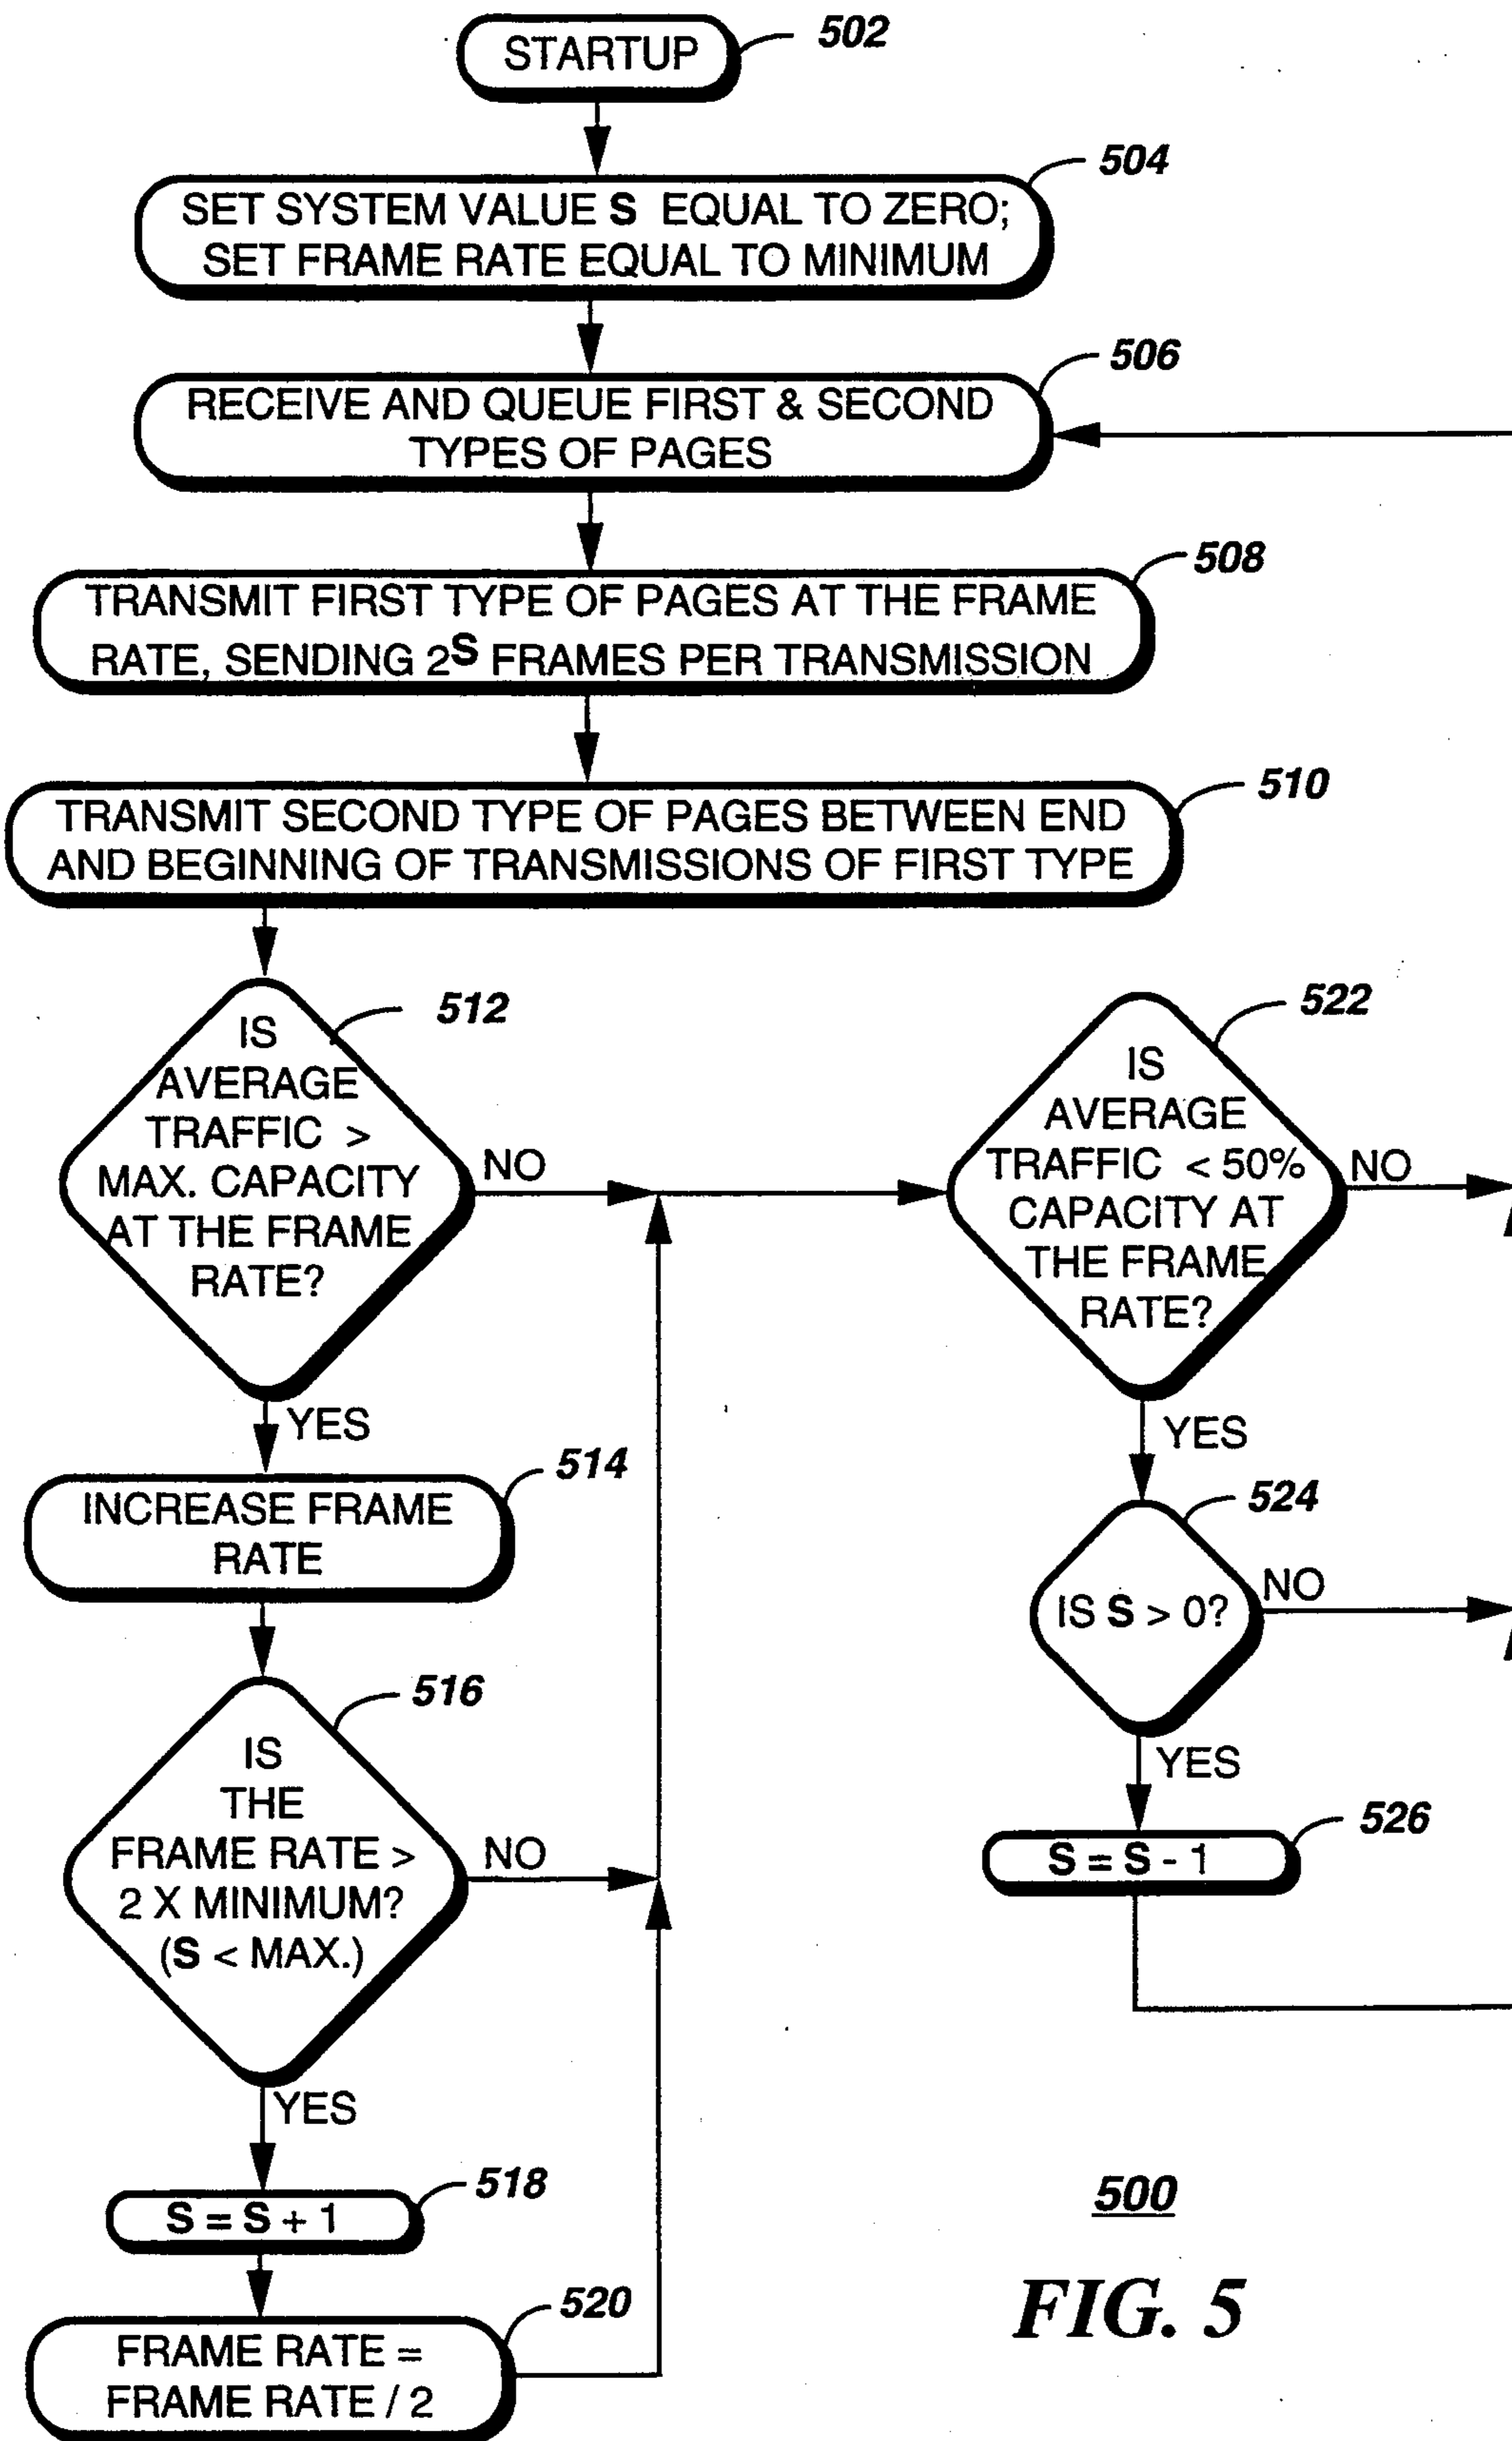 STARTUP
502
504
SET SYSTEM VALUE S EQUAL TO ZERO;
SET FRAME RATE EQUAL TO MINIMUM
506
RECEIVE AND QUEUE FIRST & SECOND
TYPES OF PAGES
508
TRANSMIT FIRST TYPE OF PAGES AT THE FRAME
RATE, SENDING 2^S FRAMES PER TRANSMISSION
510
TRANSMIT SECOND TYPE OF PAGES BETWEEN END
AND BEGINNING OF TRANSMISSIONS OF FIRST TYPE
512
IS
AVERAGE
TRAFFIC >
MAX. CAPACITY
AT THE FRAME
RATE?
NO
YES
514
INCREASE FRAME
RATE
516
IS
THE
FRAME RATE >
2 X MINIMUM?
(S < MAX.)
NO
YES
518
S = S + 1
520
FRAME RATE =
FRAME RATE / 2
522
IS
AVERAGE
TRAFFIC < 50%
CAPACITY AT
THE FRAME
RATE?
NO
YES
524
IS S > 0?
NO
YES
526
S = S - 1
500
FIG. 5